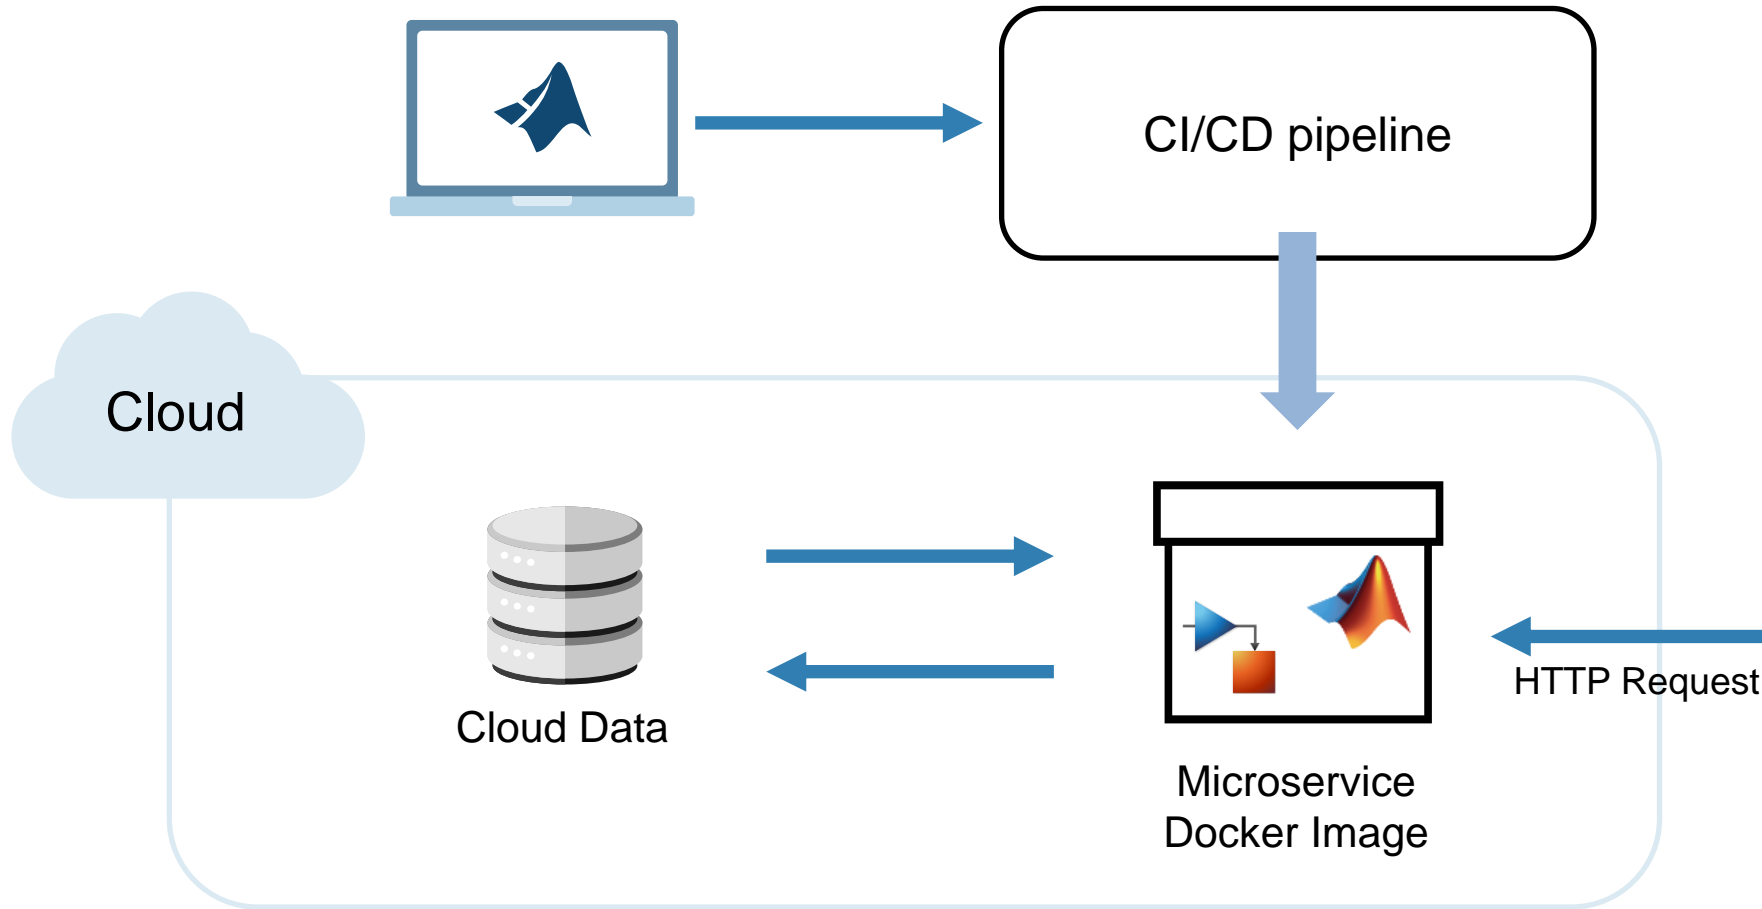 CI/CD pipeline
Cloud
Cloud Data
HTTP Request
Microservice
Docker Image